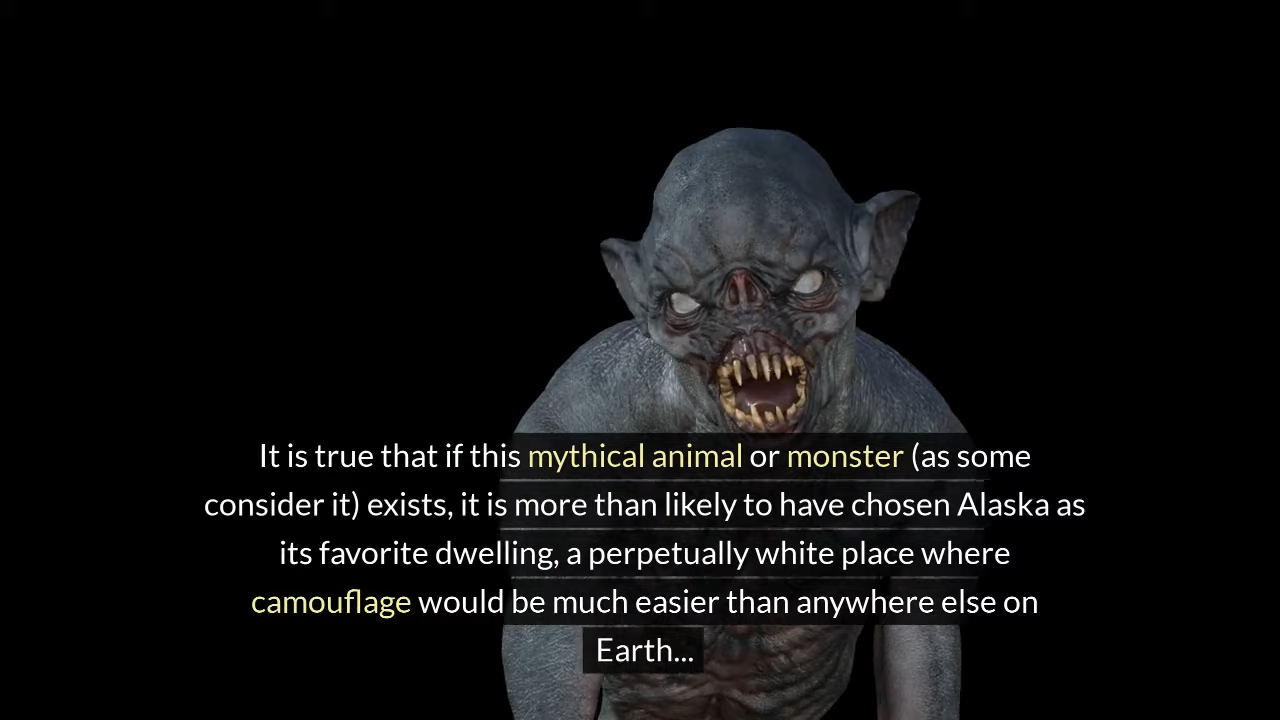 It is true that if this mythical animal or monster (as some
consider it) exists, it is more than likely to have chosen Alaska as
its favorite dwelling, a perpetually white place where
camouflage would be much easier than anywhere else on
Earth...